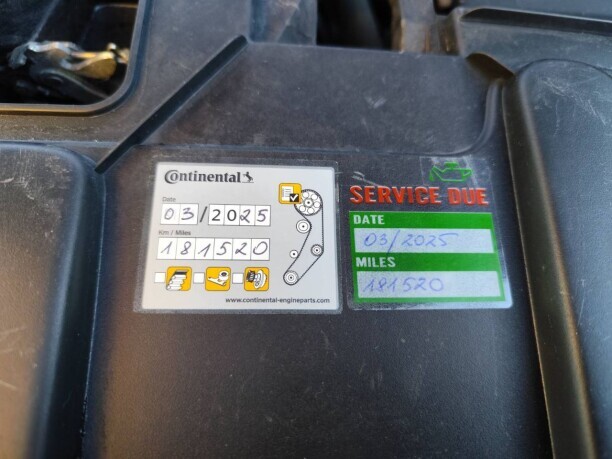 Continental
Date
03/2025
Km / Miles
181520
www.continental-engineparts.com
SERVICE DUE
DATE
03/2025
MILES
181520